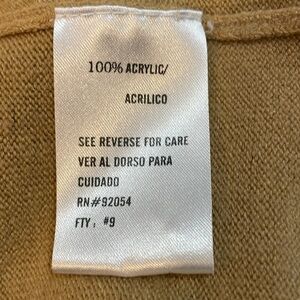 100% ACRYLIC/
ACRILICO
SEE REVERSE FOR CARE
VER AL DORSO PARA
CUIDADO
RN#92054
FTY: #9